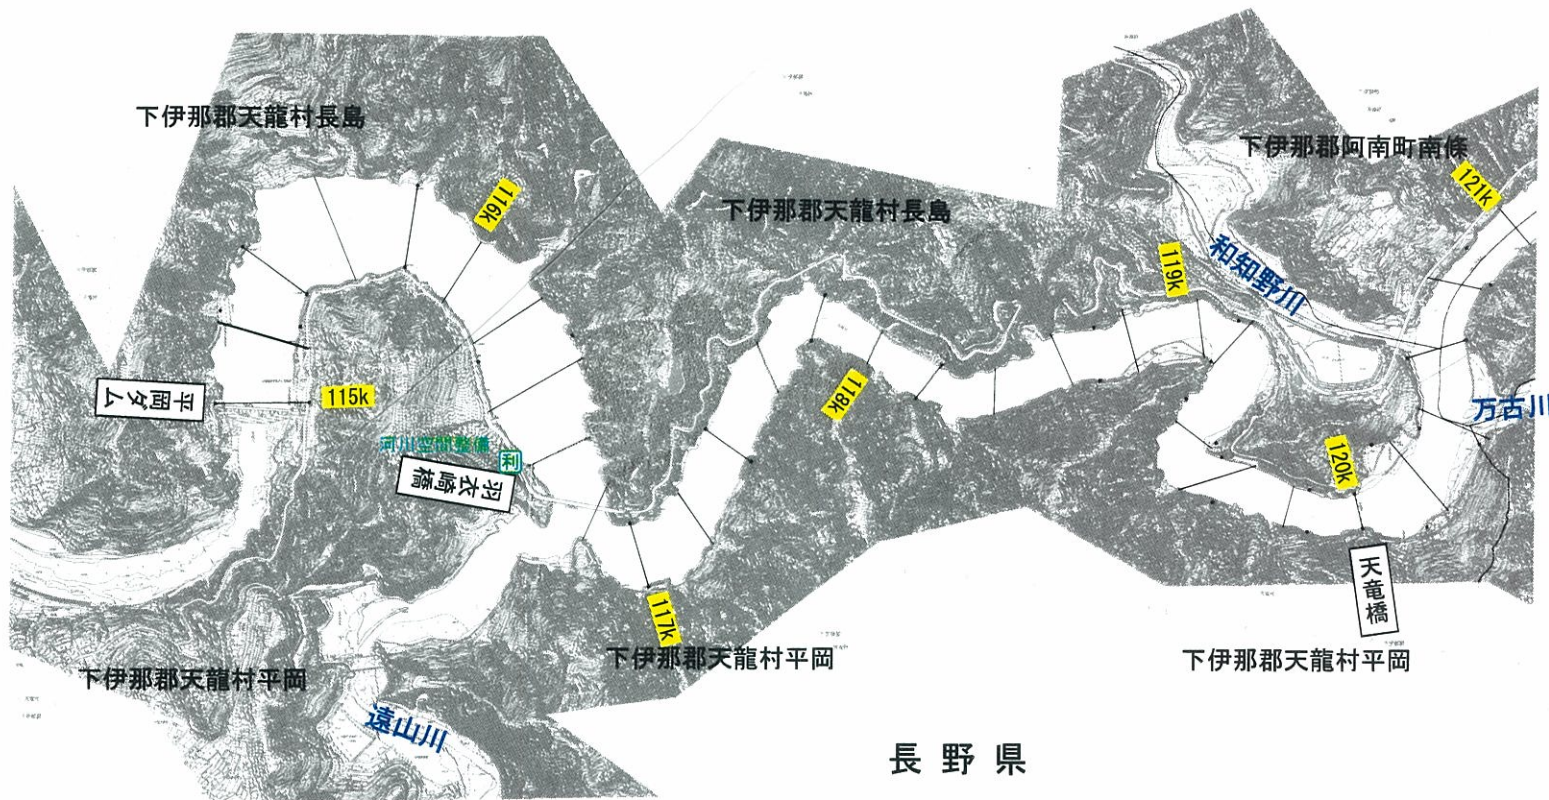 下伊那郡天龍村長島
116k
下伊那郡天龍村長島
119k
和知野川
下伊那郡阿南町南條
121k
平岡ダム
115k
河川空間整備
利
羽衣崎橋
118k
120k
万古川
天竜橋
117k
下伊那郡天龍村平岡
下伊那郡天龍村平岡
下伊那郡天龍村平岡
遠山川
長野県